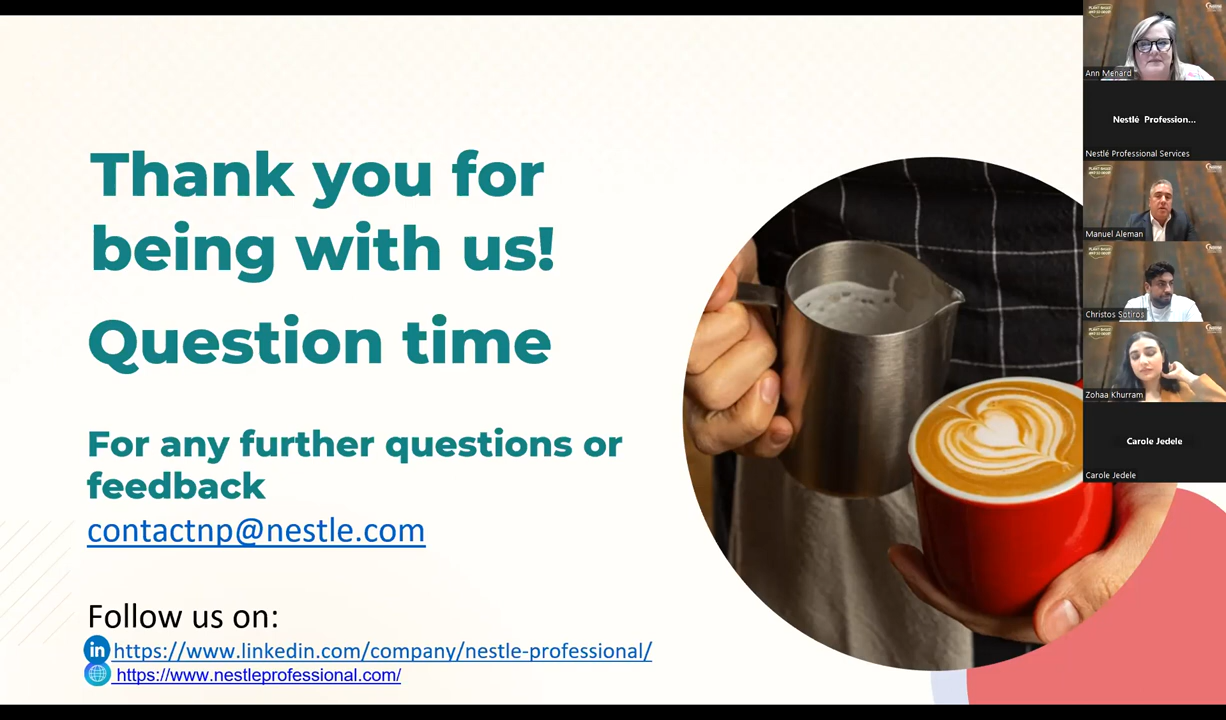 Thank you for
being with us!
Question time
For any further questions or
feedback
contactnp@nestle.com
Follow us on:
in https://www.linkedin.com/company/nestle-professional/
https://www.nestleprofessional.com/
Ann Menard
Nestlé Profession...
Nestlé Professional Services
Manuel Aleman
Christos Sotiros
Zohaa Khurram
Carole Jedele
Carole Jedele